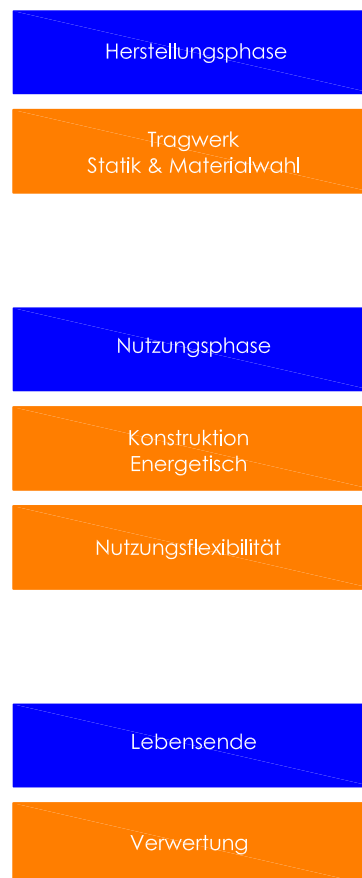 Herstellungsphase
Tragwerk
Statik & Materialwahl
Nutzungsphase
Konstruktion
Energetisch
Nutzungsflexibilität
Lebensende
Verwertung